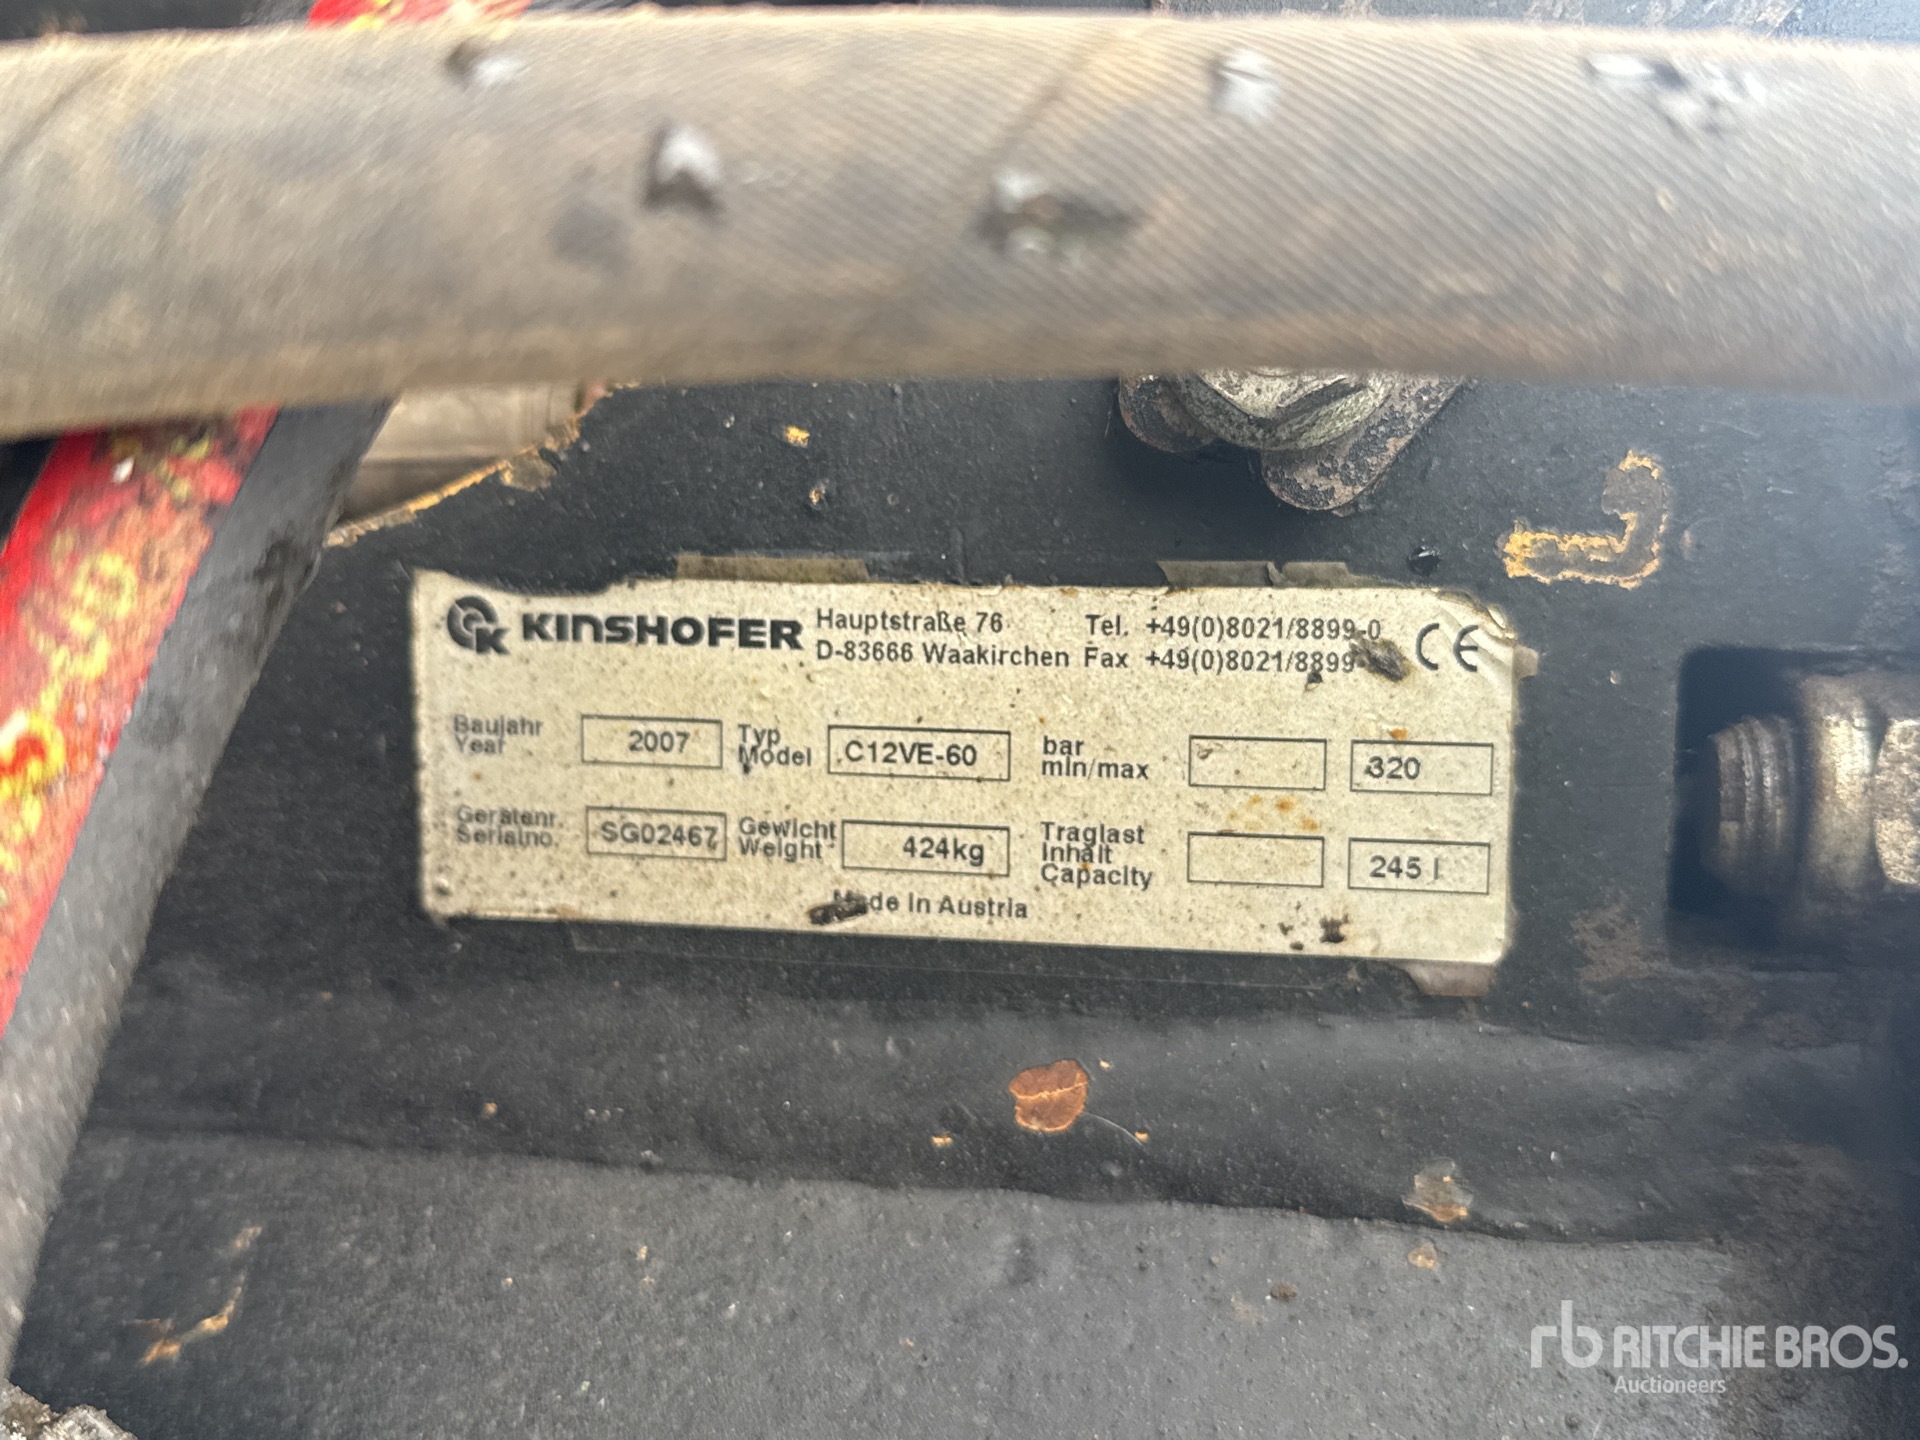 KINSHOFER
Hauptstraße 76 Tel. +49(0)8021/8899-0
D-83666 Waakirchen Fax +49(0)8021/8899-
CE
Baujahr
Year
2007
Typ
Model
C12VE-60
bar
min/max
320
Gerätenr.
Serialno.
SG02467
Gewicht
Weight
424kg
Traglast
Inhalt
Capacity
245 l
Made in Austria
rb RITCHIE BROS.
Auctioneers